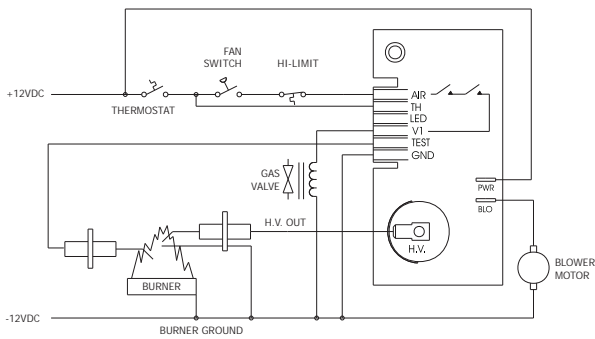 FAN
SWITCH
HI-LIMIT
+12VDC
THERMOSTAT
AIR
TH
LED
V1
TEST
GND
GAS
VALVE
PWR
BLO
H.V. OUT
H.V.
BLOWER
MOTOR
BURNER
-12VDC
BURNER GROUND